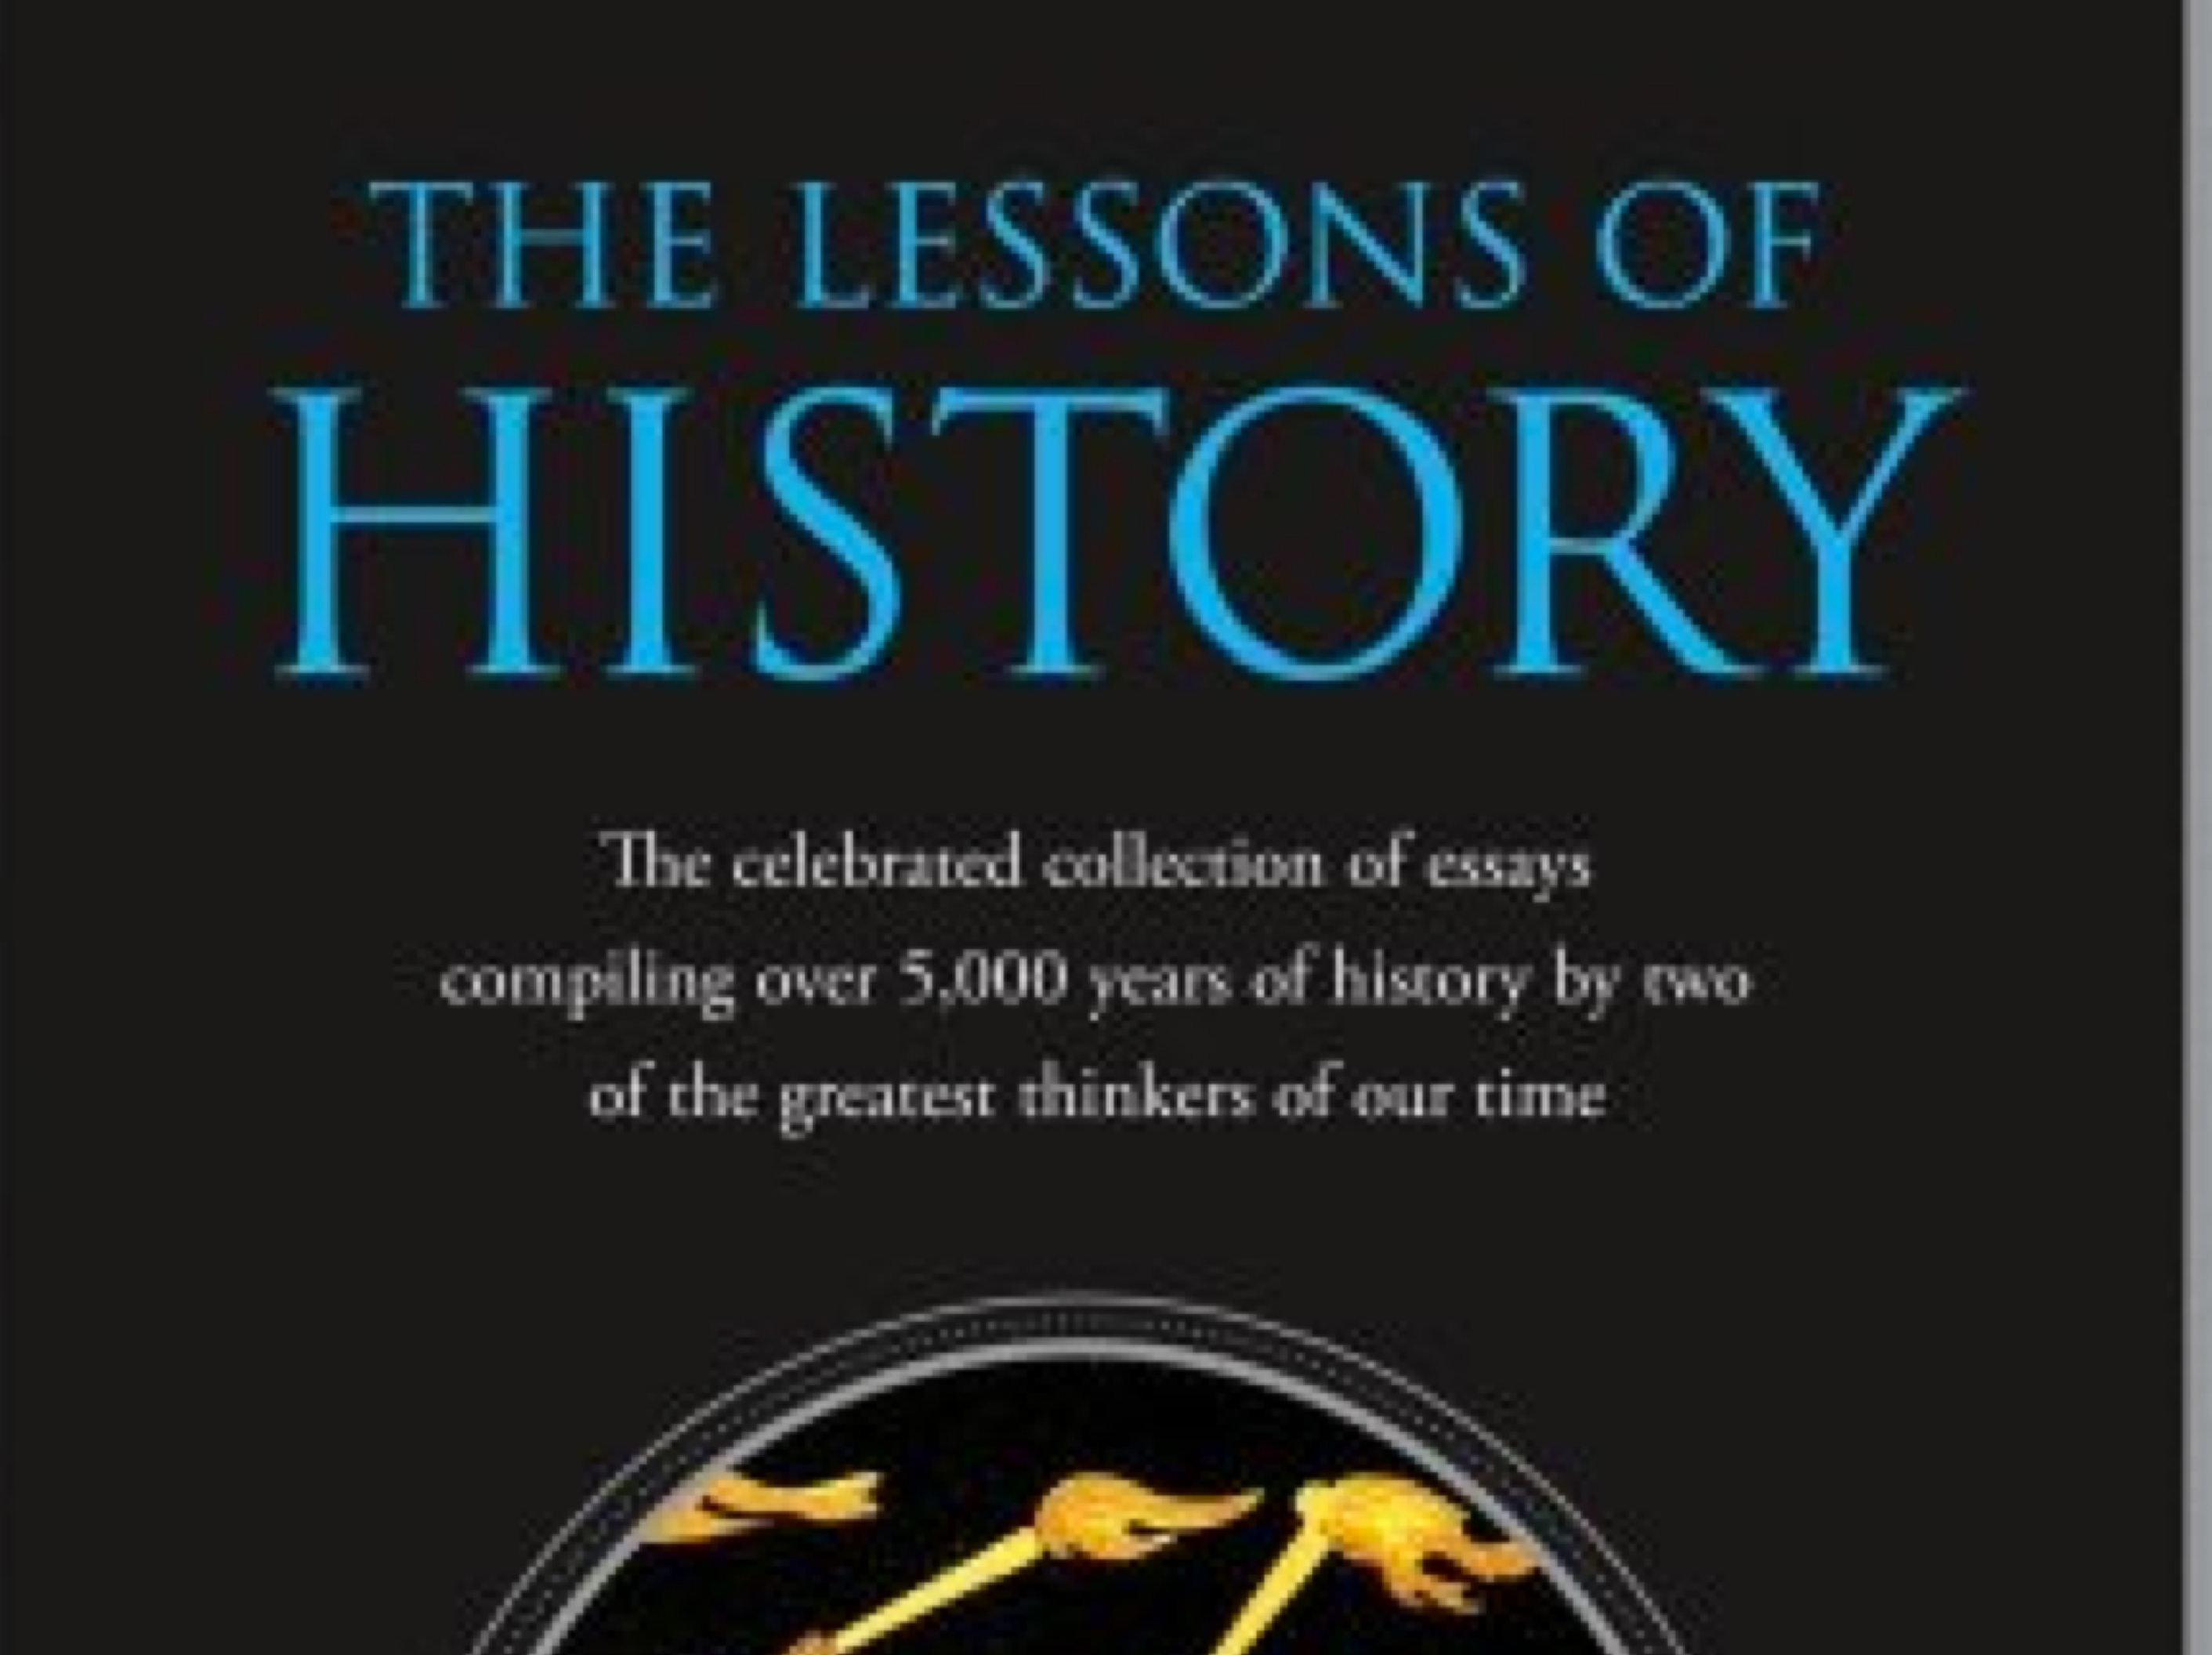 THE LESSONS OF
HISTORY
The celebrated collection of essays
compiling over 5,000 years of history by two
of the greatest thinkers of our time